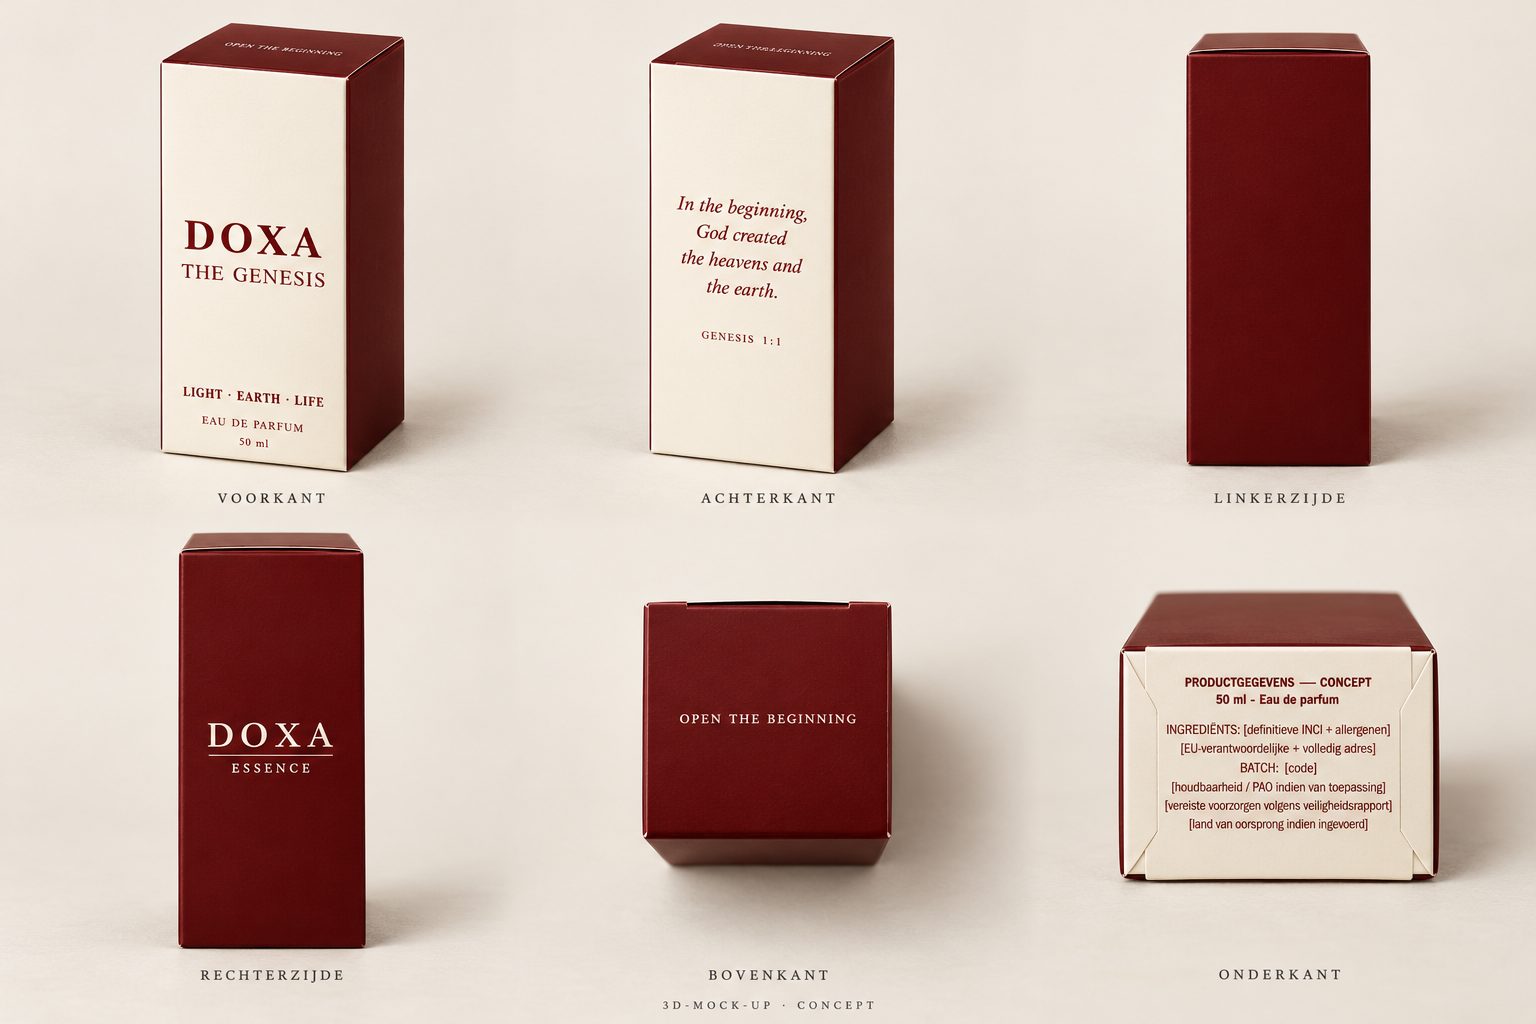 OPEN THE BEGINNING
DOXA
THE GENESIS
LIGHT · EARTH · LIFE
EAU DE PARFUM
50 ml
VOORKANT
In the beginning,
God created
the heavens and
the earth.
GENESIS 1:1
ACHTERKANT
LINKERZIJDE
DOXA
ESSENCE
RECHTERZIJDE
OPEN THE BEGINNING
BOVENKANT
PRODUCTGEGEVENS — CONCEPT
50 ml - Eau de parfum
INGREDIËNTS: [definitieve INCI + allergenen]
[EU-verantwoordelijke + volledig adres]
BATCH: [code]
[houdbaarheid / PAO indien van toepassing]
[vereiste voorzorgen volgens veiligheidsrapport]
[land van oorsprong indien ingevoerd]
ONDERKANT
3D-MOCK-UP · CONCEPT